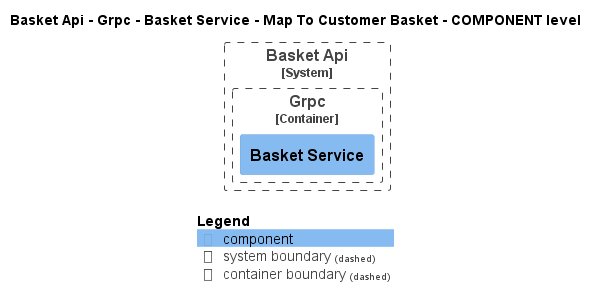 Basket Api - Grpc - Basket Service - Map To Customer Basket - COMPONENT level
Basket Api
[System]
Grpc
[Container]
Basket Service
Legend
component
system boundary (dashed)
container boundary (dashed)